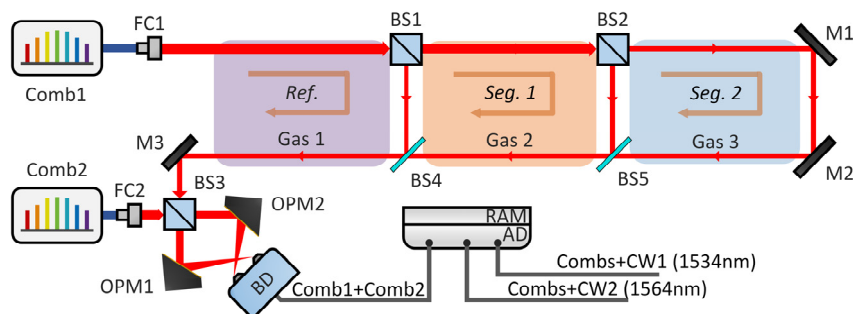 FC1
BS1
BS2
M1
Comb1
Ref.
Seg. 1
Seg. 2
M3
Gas 1
Gas 2
Gas 3
BS4
BS5
M2
Comb2
FC2
BS3
OPM2
OPM1
BD
RAM
AD
Comb1+Comb2
Combs+CW1 (1534nm)
Combs+CW2 (1564nm)